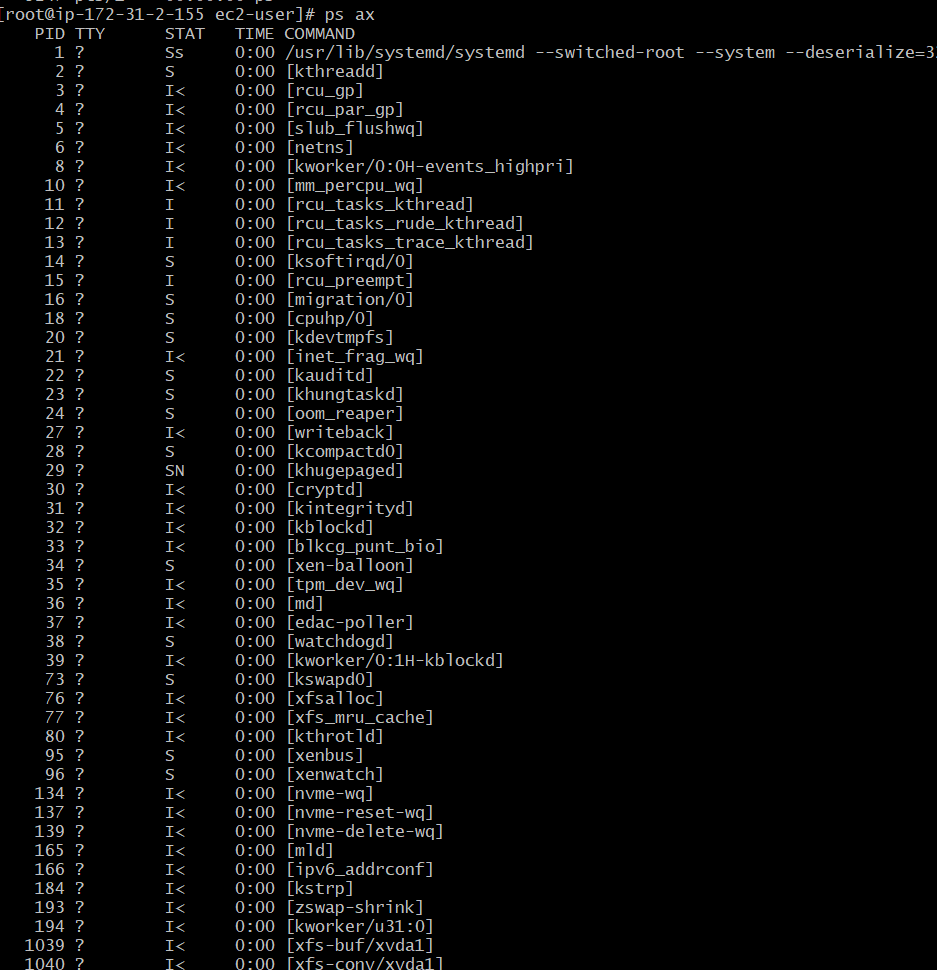 [root@ip-172-31-2-155 ec2-user]# ps ax
PID TTY STAT TIME COMMAND
1 ? Ss 0:00 /usr/lib/systemd/systemd --switched-root --system --deserialize=3
2 ? S 0:00 [kthreadd]
3 ? I< 0:00 [rcu_gp]
4 ? I< 0:00 [rcu_par_gp]
5 ? I< 0:00 [slub_flushwq]
6 ? I< 0:00 [netns]
8 ? I< 0:00 [kworker/0:0H-events_highpri]
10 ? I< 0:00 [mm_percpu_wq]
11 ? I 0:00 [rcu_tasks_kthread]
12 ? I 0:00 [rcu_tasks_rude_kthread]
13 ? I 0:00 [rcu_tasks_trace_kthread]
14 ? S 0:00 [ksoftirqd/0]
15 ? I 0:00 [rcu_preempt]
16 ? S 0:00 [migration/0]
18 ? S 0:00 [cpuhp/0]
20 ? S 0:00 [kdevtmpfs]
21 ? I< 0:00 [inet_frag_wq]
22 ? S 0:00 [kauditd]
23 ? S 0:00 [khungtaskd]
24 ? S 0:00 [oom_reaper]
27 ? I< 0:00 [writeback]
28 ? S 0:00 [kcompactd0]
29 ? SN 0:00 [khugepaged]
30 ? I< 0:00 [cryptd]
31 ? I< 0:00 [kintegrityd]
32 ? I< 0:00 [kblockd]
33 ? I< 0:00 [blkcg_punt_bio]
34 ? S 0:00 [xen-balloon]
35 ? I< 0:00 [tpm_dev_wq]
36 ? I< 0:00 [md]
37 ? I< 0:00 [edac-poller]
38 ? S 0:00 [watchdogd]
39 ? I< 0:00 [kworker/0:1H-kblockd]
73 ? S 0:00 [kswapd0]
76 ? I< 0:00 [xfsalloc]
77 ? I< 0:00 [xfs_mru_cache]
80 ? I< 0:00 [kthrotld]
95 ? S 0:00 [xenbus]
96 ? S 0:00 [xenwatch]
134 ? I< 0:00 [nvme-wq]
137 ? I< 0:00 [nvme-reset-wq]
139 ? I< 0:00 [nvme-delete-wq]
165 ? I< 0:00 [mld]
166 ? I< 0:00 [ipv6_addrconf]
184 ? I< 0:00 [kstrp]
193 ? I< 0:00 [zswap-shrink]
194 ? I< 0:00 [kworker/u31:0]
1039 ? I< 0:00 [xfs-buf/xvda1]
1040 ? I< 0:00 [xfs-conv/xvda1]